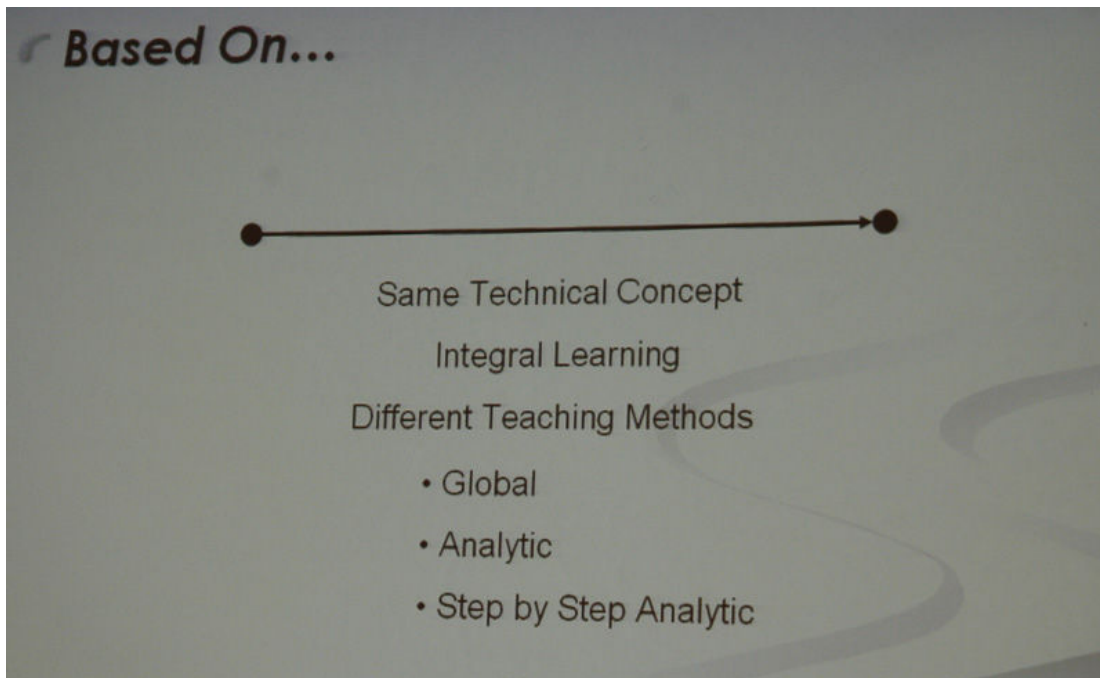 Based On...
Same Technical Concept
Integral Learning
Different Teaching Methods
• Global
• Analytic
• Step by Step Analytic